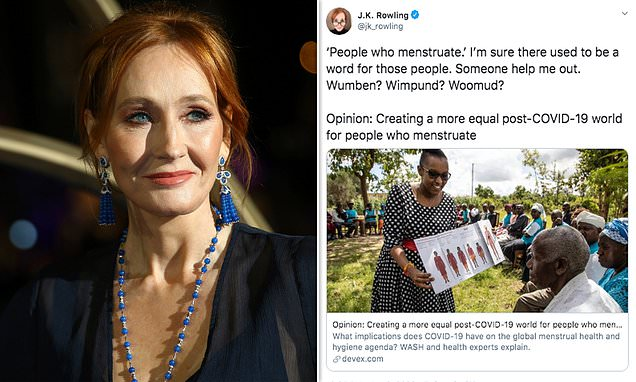 J.K. Rowling
@jk_rowling
‘People who menstruate.’ I’m sure there used to be a
word for those people. Someone help me out.
Wumben? Wimpund? Woomud?
Opinion: Creating a more equal post-COVID-19 world
for people who menstruate
Opinion: Creating a more equal post-COVID-19 world for people who men...
What implications does COVID-19 have on the global menstrual health and
hygiene agenda? WASH and health experts explain.
devex.com